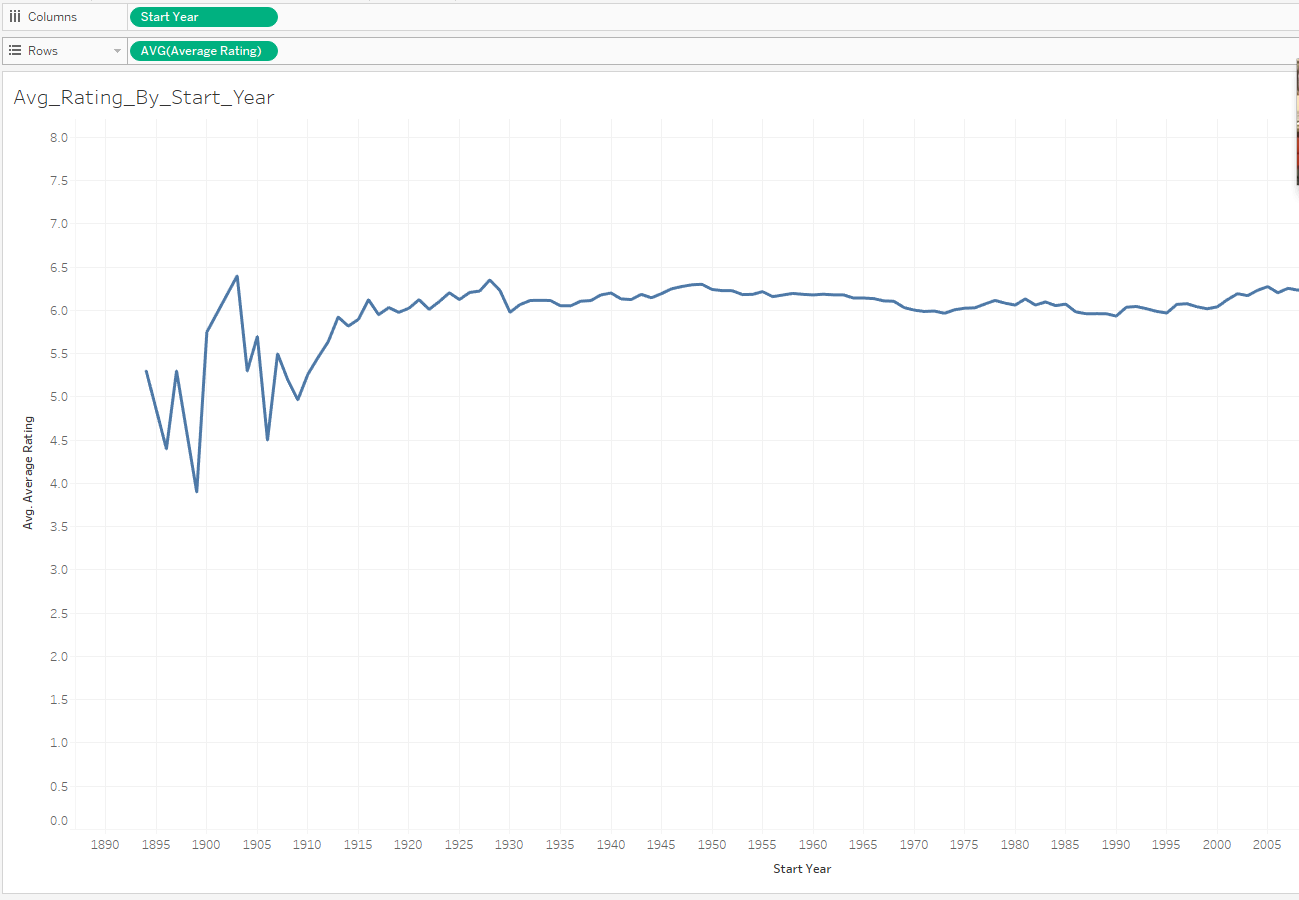 Columns Start Year
Rows AVG(Average Rating)
Avg_Rating_By_Start_Year
8.0
7.5
7.0
6.5
6.0
5.5
5.0
4.5
4.0
3.5
3.0
2.5
2.0
1.5
1.0
0.5
0.0
Avg. Average Rating
1890 1895 1900 1905 1910 1915 1920 1925 1930 1935 1940 1945 1950 1955 1960 1965 1970 1975 1980 1985 1990 1995 2000 2005
Start Year